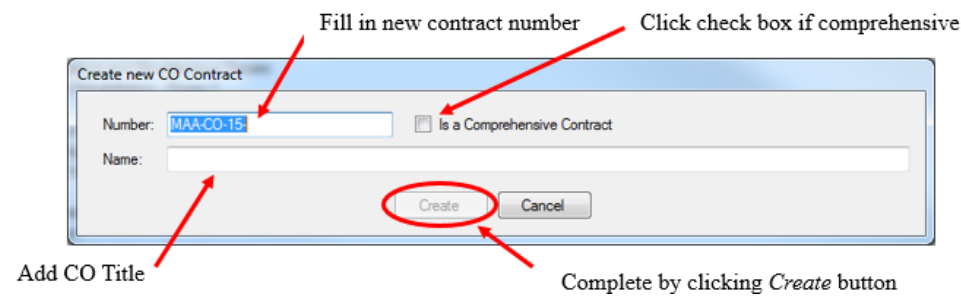 Fill in new contract number
Click check box if comprehensive
Create new CO Contract
Number: MAA-CO-15- Is a Comprehensive Contract
Name:
Create Cancel
Add CO Title
Complete by clicking Create button